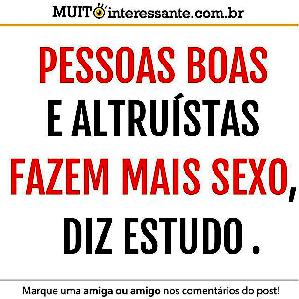 MUITOinteressante.com.br
PESSOAS BOAS
E ALTRUÍSTAS
FAZEM MAIS SEXO,
DIZ ESTUDO .
Marque uma amiga ou amigo nos comentários do post!